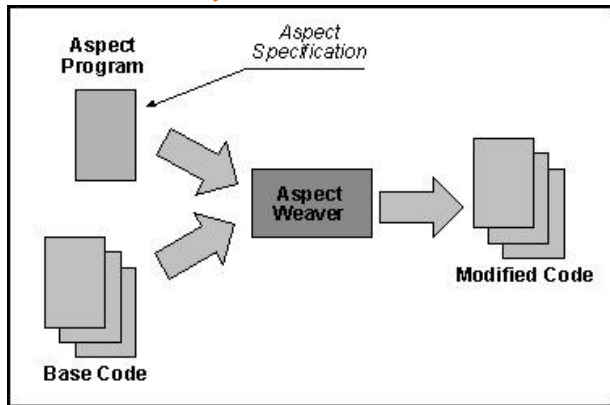 Aspect
Program
Aspect
Specification
Aspect
Weaver
Modified Code
Base Code